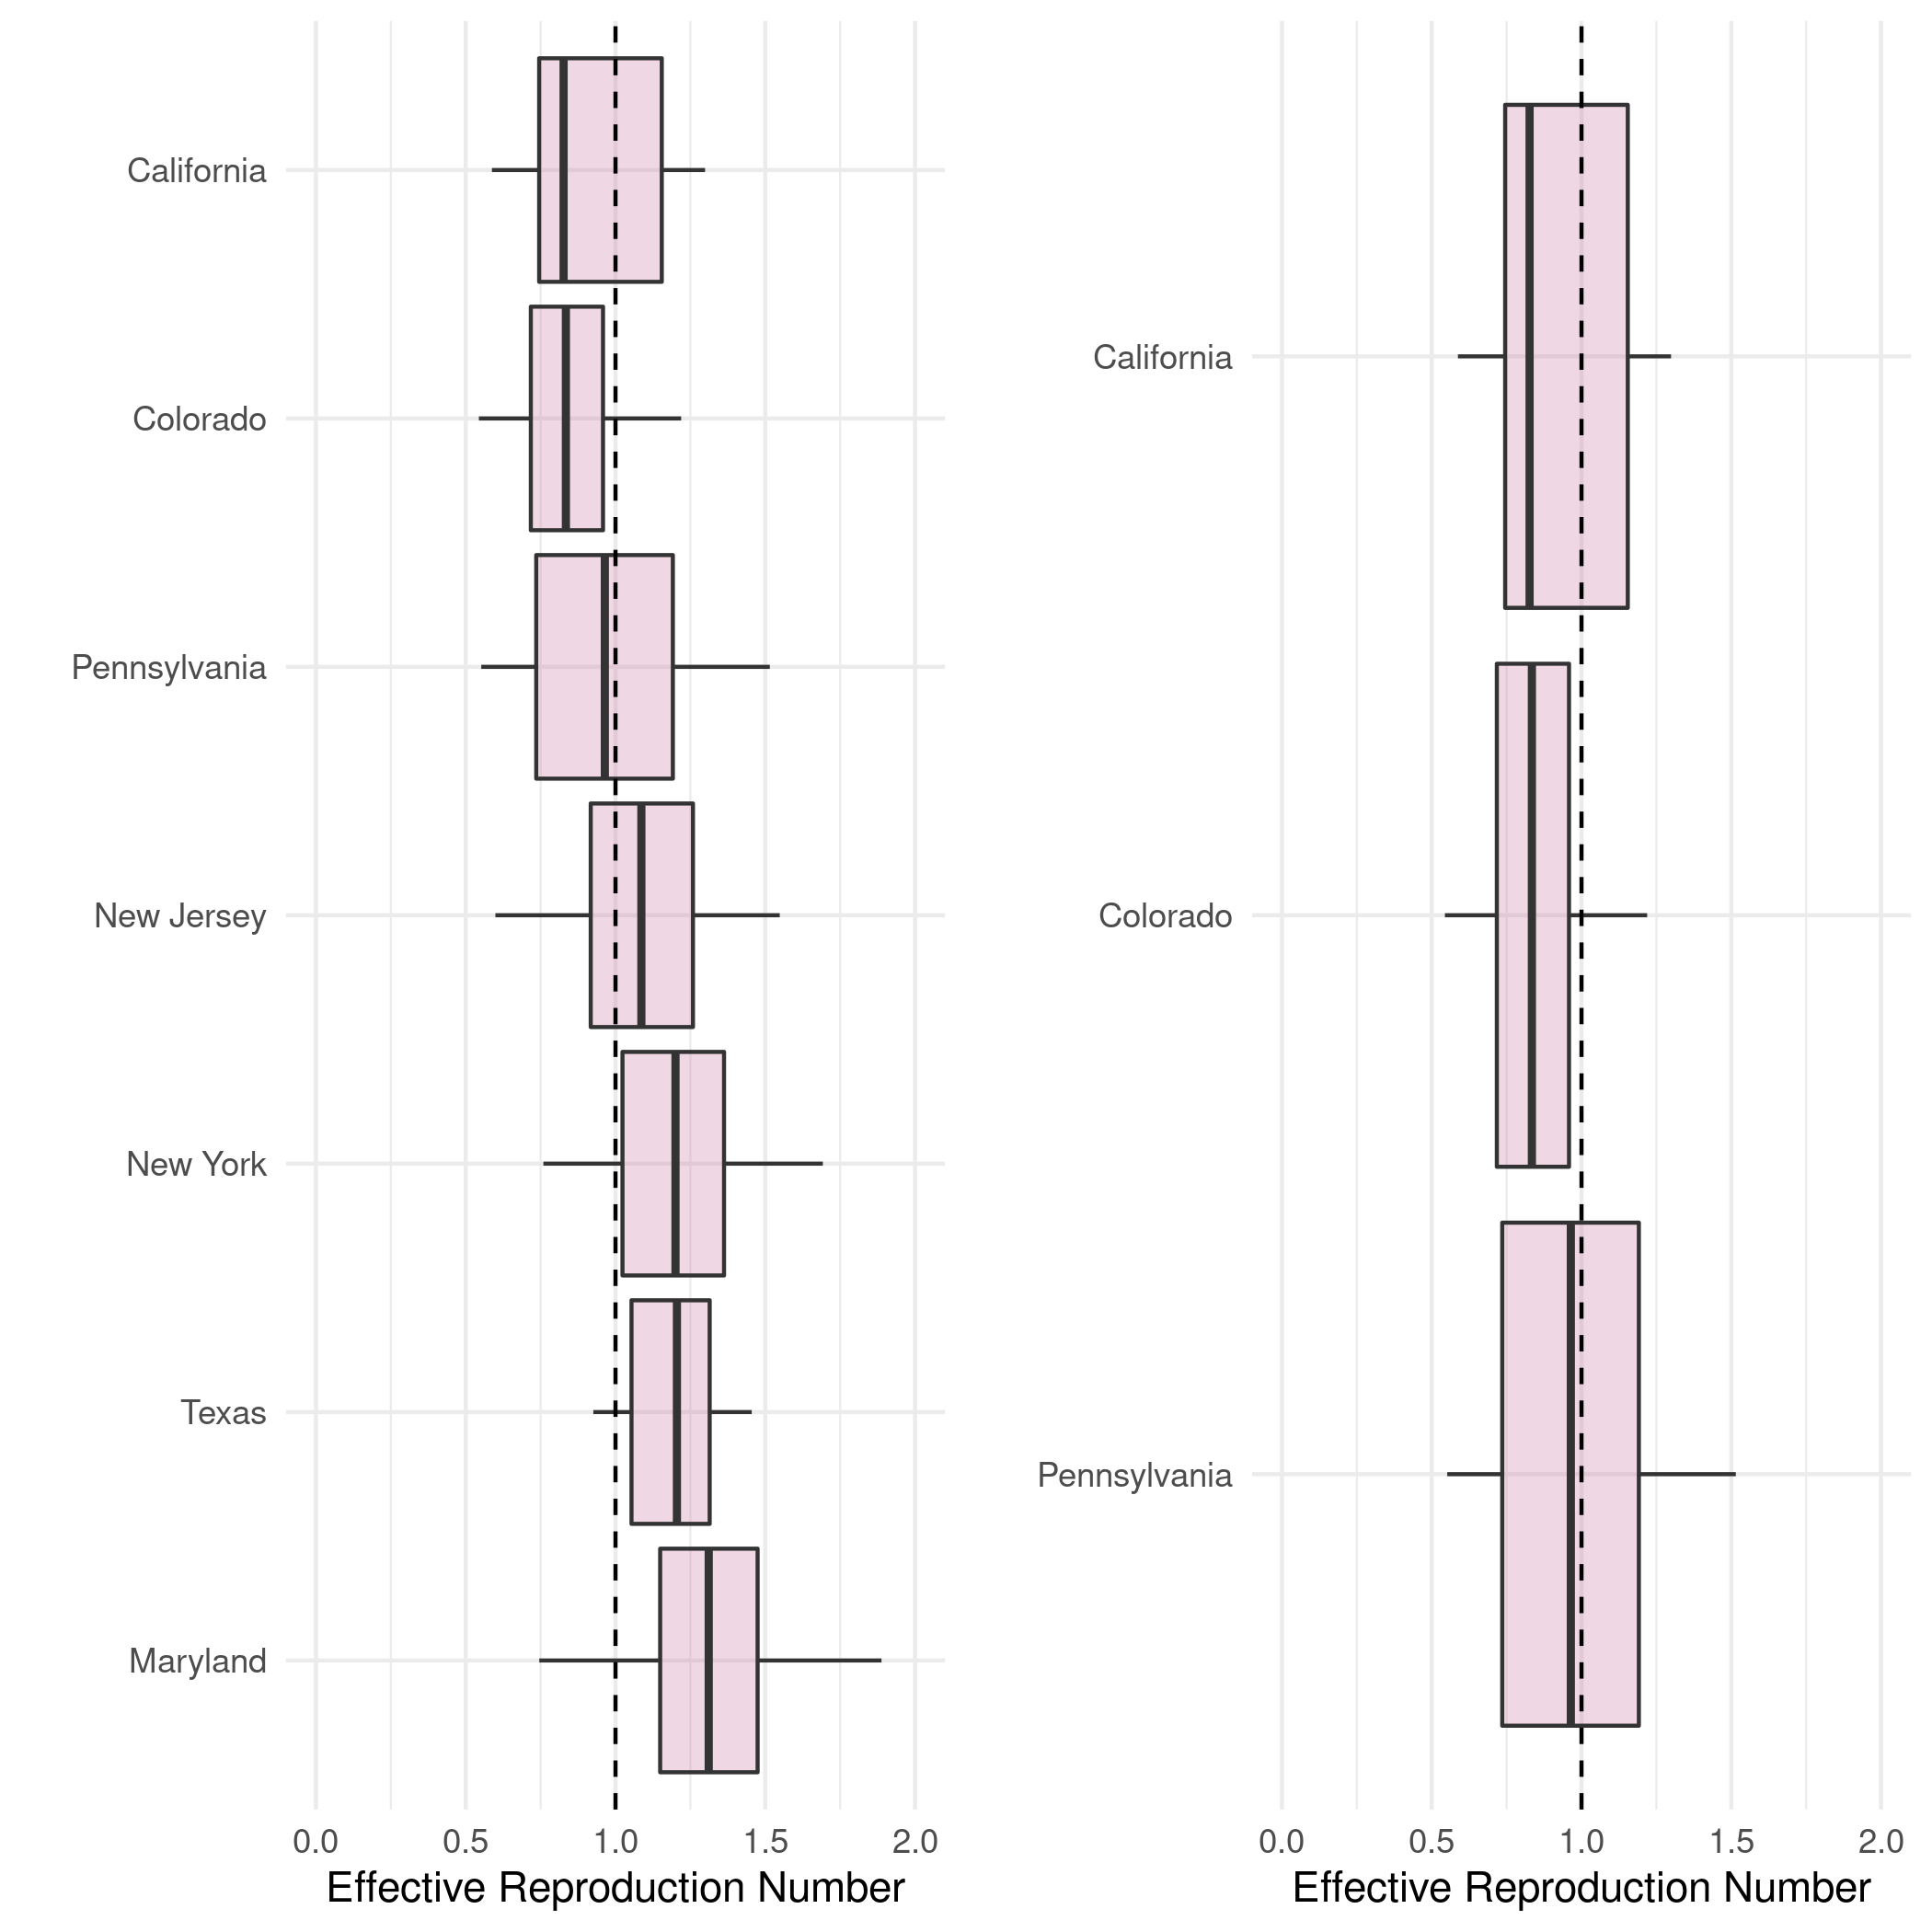 California
Colorado
Pennsylvania
New Jersey
New York
Texas
Maryland
0.0 0.5 1.0 1.5 2.0
Effective Reproduction Number
California
Colorado
Pennsylvania
0.0 0.5 1.0 1.5 2.0
Effective Reproduction Number